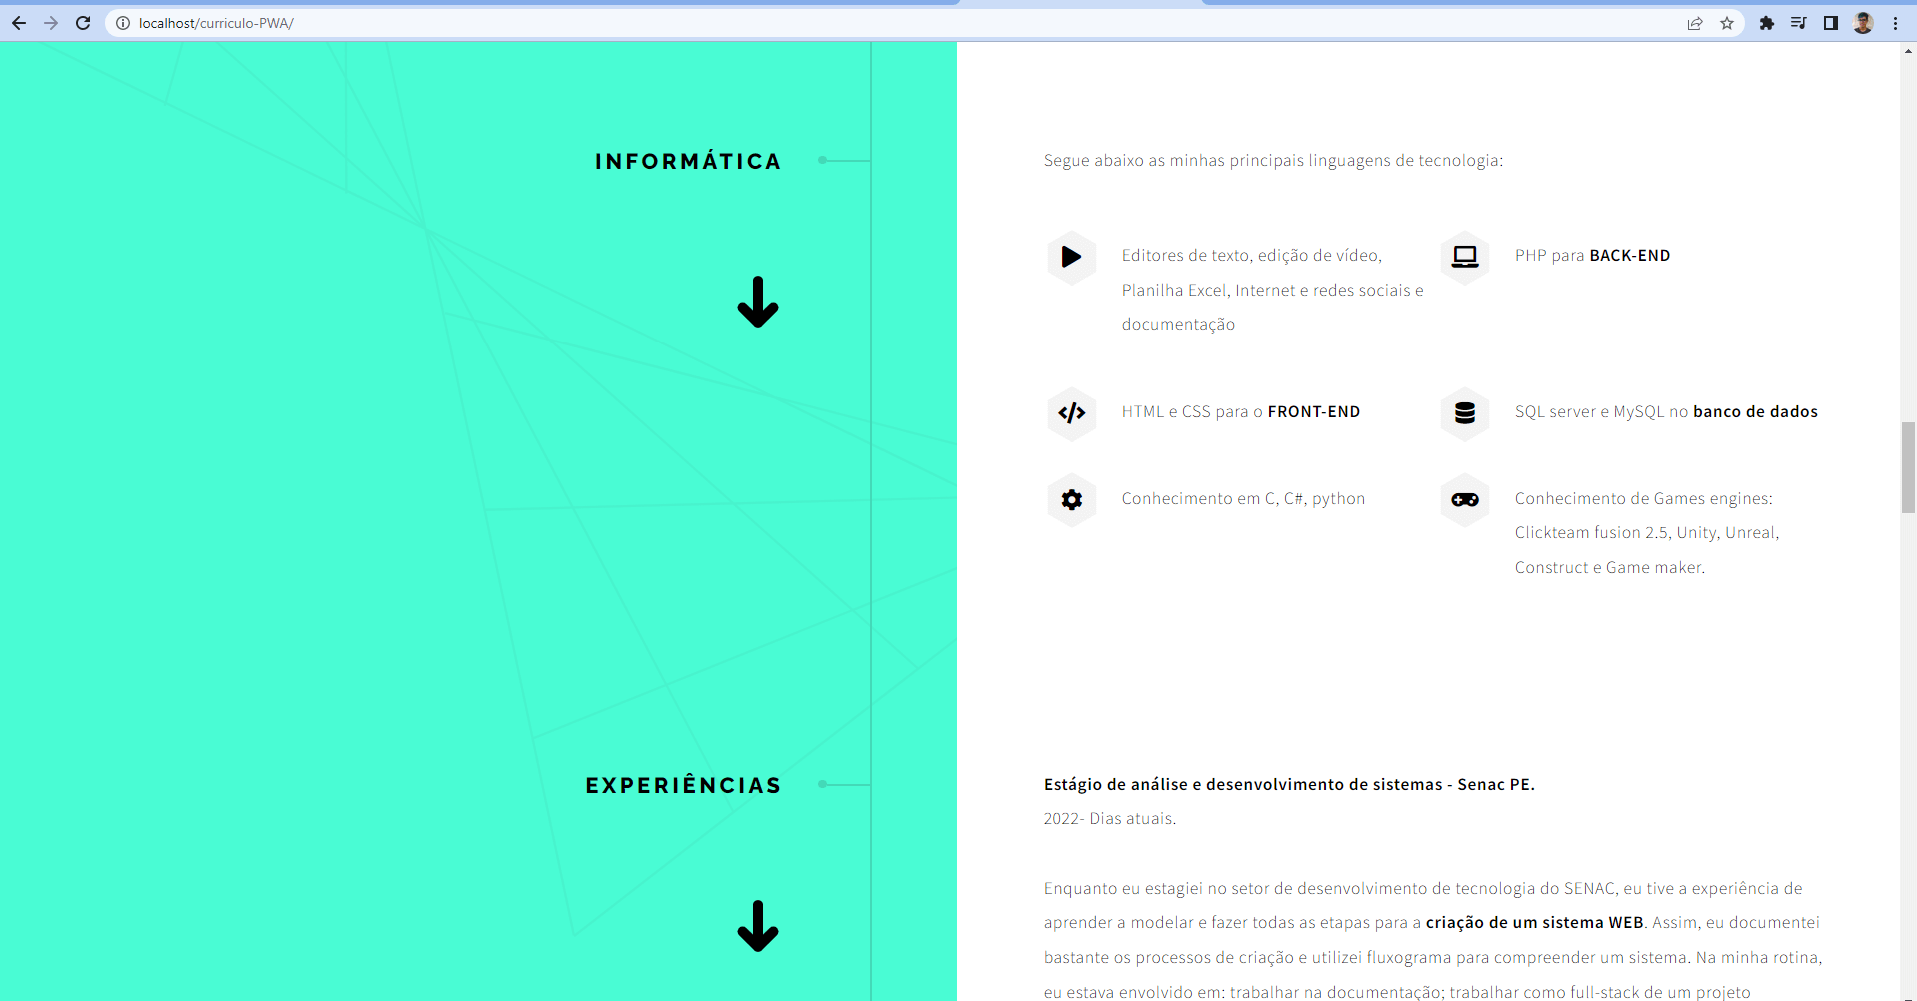 localhost/curriculo-PWA/
INFORMÁTICA
Segue abaixo as minhas principais linguagens de tecnologia:
Editores de texto, edição de vídeo,
Planilha Excel, Internet e redes sociais e
documentação
PHP para BACK-END
HTML e CSS para o FRONT-END
SQL server e MySQL no banco de dados
Conhecimento em C, C#, python
Conhecimento de Games engines:
Clickteam fusion 2.5, Unity, Unreal,
Construct e Game maker.
EXPERIÊNCIAS
Estágio de análise e desenvolvimento de sistemas - Senac PE.
2022- Dias atuais.
Enquanto eu estagiei no setor de desenvolvimento de tecnologia do SENAC, eu tive a experiência de
aprender a modelar e fazer todas as etapas para a criação de um sistema WEB. Assim, eu documentei
bastante os processos de criação e utilizei fluxograma para compreender um sistema. Na minha rotina,
eu estava envolvido em: trabalhar na documentação; trabalhar como full-stack de um projeto